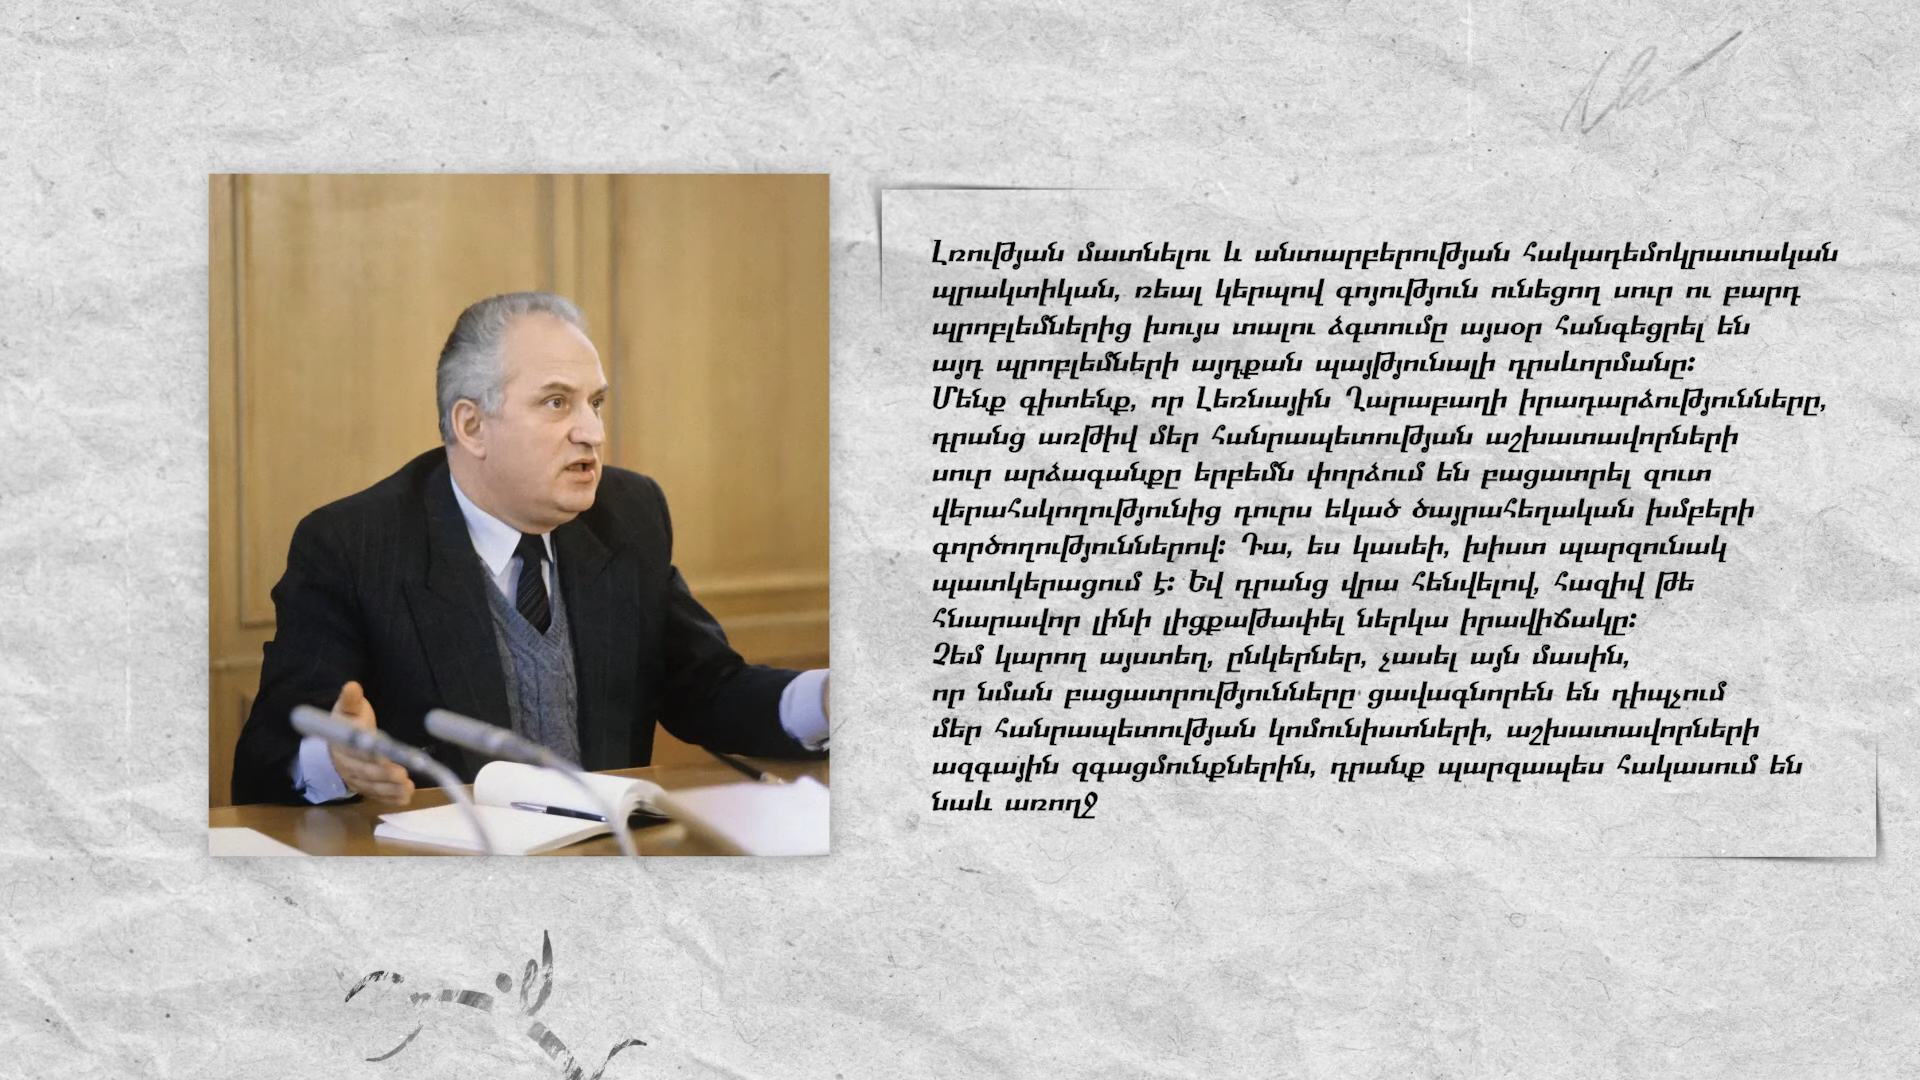 Լռության մատնելու և անտարբերության հակադեմոկրատական
պրակտիկան, ռեալ կերպով գոյություն ունեցող սուր ու բարդ
պրոբլեմներից խույս տալու ձգտումը այսօր հանգեցրել են
այդ պրոբլեմների այդքան պայթյունալի դրսևորմանը:
Մենք գիտենք, որ Լեռնային Ղարաբաղի իրադարձությունները,
դրանց առթիվ մեր հանրապետության աշխատավորների
սուր արձագանքը երբեմն փորձում են բացատրել զուտ
վերահսկողությունից դուրս եկած ծայրահեղական խմբերի
գործողություններով: Դա, ես կասեի, խիստ պարզունակ
պատկերացում է: Եվ դրանց վրա հենվելով, հազիվ թե
հնարավոր լինի լիցքաթափել ներկա իրավիճակը:
Չեմ կարող այստեղ, ընկերներ, չասել այն մասին,
որ նման բացատրությունները ցավագնորեն են դիպչում
մեր հանրապետության կոմունիստների, աշխատավորների
ազգային զգացմունքներին, դրանք պարզապես հակասում են
նաև առողջ